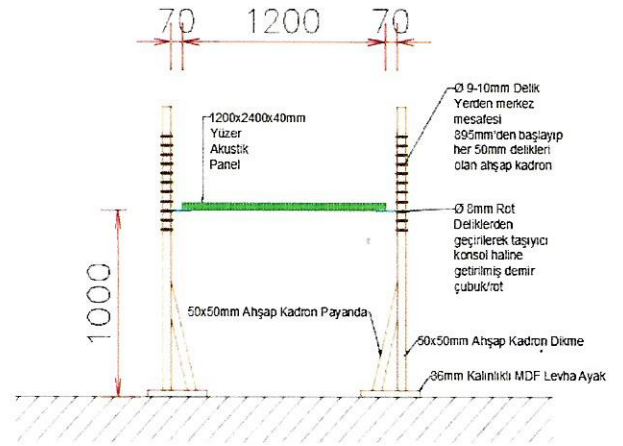 70 1200 70
1200x2400x40mm
Yüzer
Akustik
Panel
Ø 9-10mm Delik
Yerden merkez
mesafesi
895mm'den başlayıp
her 50mm delikleri
olan ahşap kadron
Ø 8mm Rot
Deliklerden
geçirilerek taşıyıcı
konsol haline
getirilmiş demir
çubuk/rot
1000
50x50mm Ahşap Kadron Payanda
50x50mm Ahşap Kadron Dikme
36mm Kalınlıklı MDF Levha Ayak